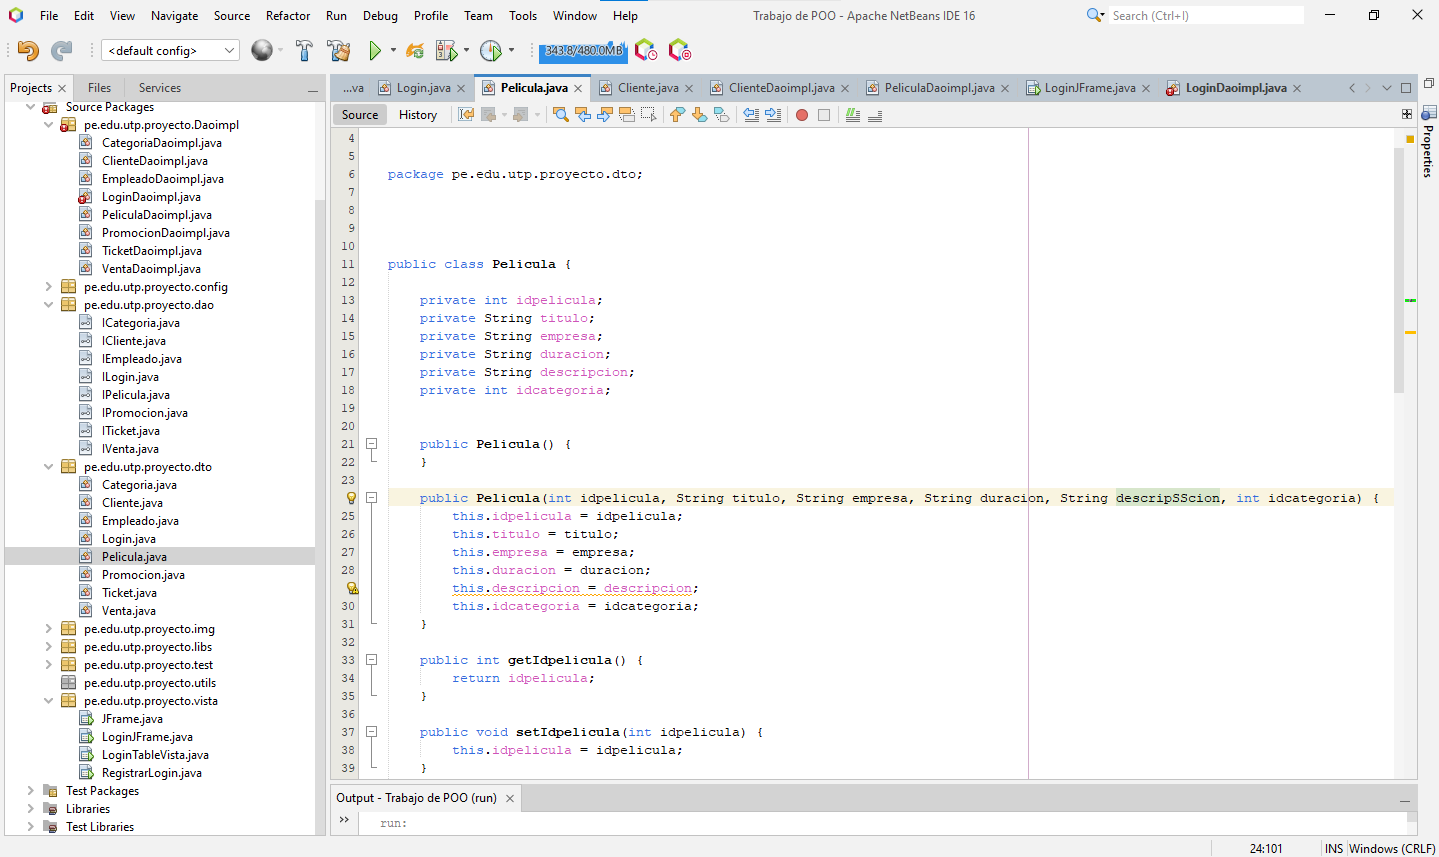 File Edit View Navigate Source Refactor Run Debug Profile Team Tools Window Help
Trabajo de POO - Apache NetBeans IDE 16
Search (Ctrl+I)
<default config>
343.8/480.0MB
Projects Files Services
Source Packages
pe.edu.utp.proyecto.Daoimpl
CategoriaDaoimpl.java
ClienteDaoimpl.java
EmpleadoDaoimpl.java
LoginDaoimpl.java
PeliculaDaoimpl.java
PromocionDaoimpl.java
TicketDaoimpl.java
VentaDaoimpl.java
pe.edu.utp.proyecto.config
pe.edu.utp.proyecto.dao
ICategoria.java
ICliente.java
IEmpleado.java
ILogin.java
IPelicula.java
IPromocion.java
ITicket.java
IVenta.java
pe.edu.utp.proyecto.dto
Categoria.java
Cliente.java
Empleado.java
Login.java
Pelicula.java
Promocion.java
Ticket.java
Venta.java
pe.edu.utp.proyecto.img
pe.edu.utp.proyecto.libs
pe.edu.utp.proyecto.test
pe.edu.utp.proyecto.utils
pe.edu.utp.proyecto.vista
JFrame.java
LoginJFrame.java
LoginTableVista.java
RegistrarLogin.java
Test Packages
Libraries
Test Libraries
...va Login.java Pelicula.java Cliente.java ClienteDaoimpl.java PeliculaDaoimpl.java LoginJFrame.java LoginDaoimpl.java
Source History
4
5
6 package pe.edu.utp.proyecto.dto;
7
8
9
10
11 public class Pelicula {
12
13 private int idpelicula;
14 private String titulo;
15 private String empresa;
16 private String duracion;
17 private String descripcion;
18 private int idcategoria;
19
20
21 public Pelicula() {
22 }
23
public Pelicula(int idpelicula, String titulo, String empresa, String duracion, String descripSScion, int idcategoria) {
25 this.idpelicula = idpelicula;
26 this.titulo = titulo;
27 this.empresa = empresa;
28 this.duracion = duracion;
this.descripcion = descripcion;
30 this.idcategoria = idcategoria;
31 }
32
33 public int getIdpelicula() {
34 return idpelicula;
35 }
36
37 public void setIdpelicula(int idpelicula) {
38 this.idpelicula = idpelicula;
39 }
Properties
Output - Trabajo de POO (run)
run:
24:101 INS Windows (CRLF)